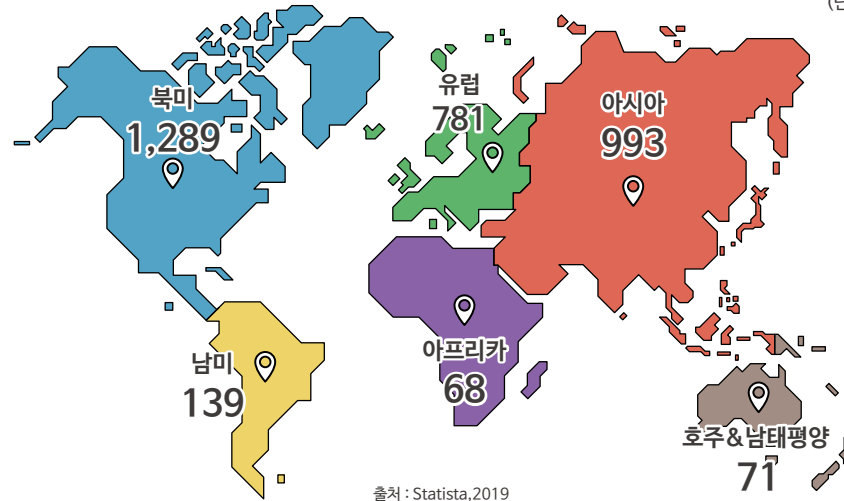 북미
1,289
유럽
781
아시아
993
남미
139
아프리카
68
호주&남태평양
71
출처 : Statista,2019